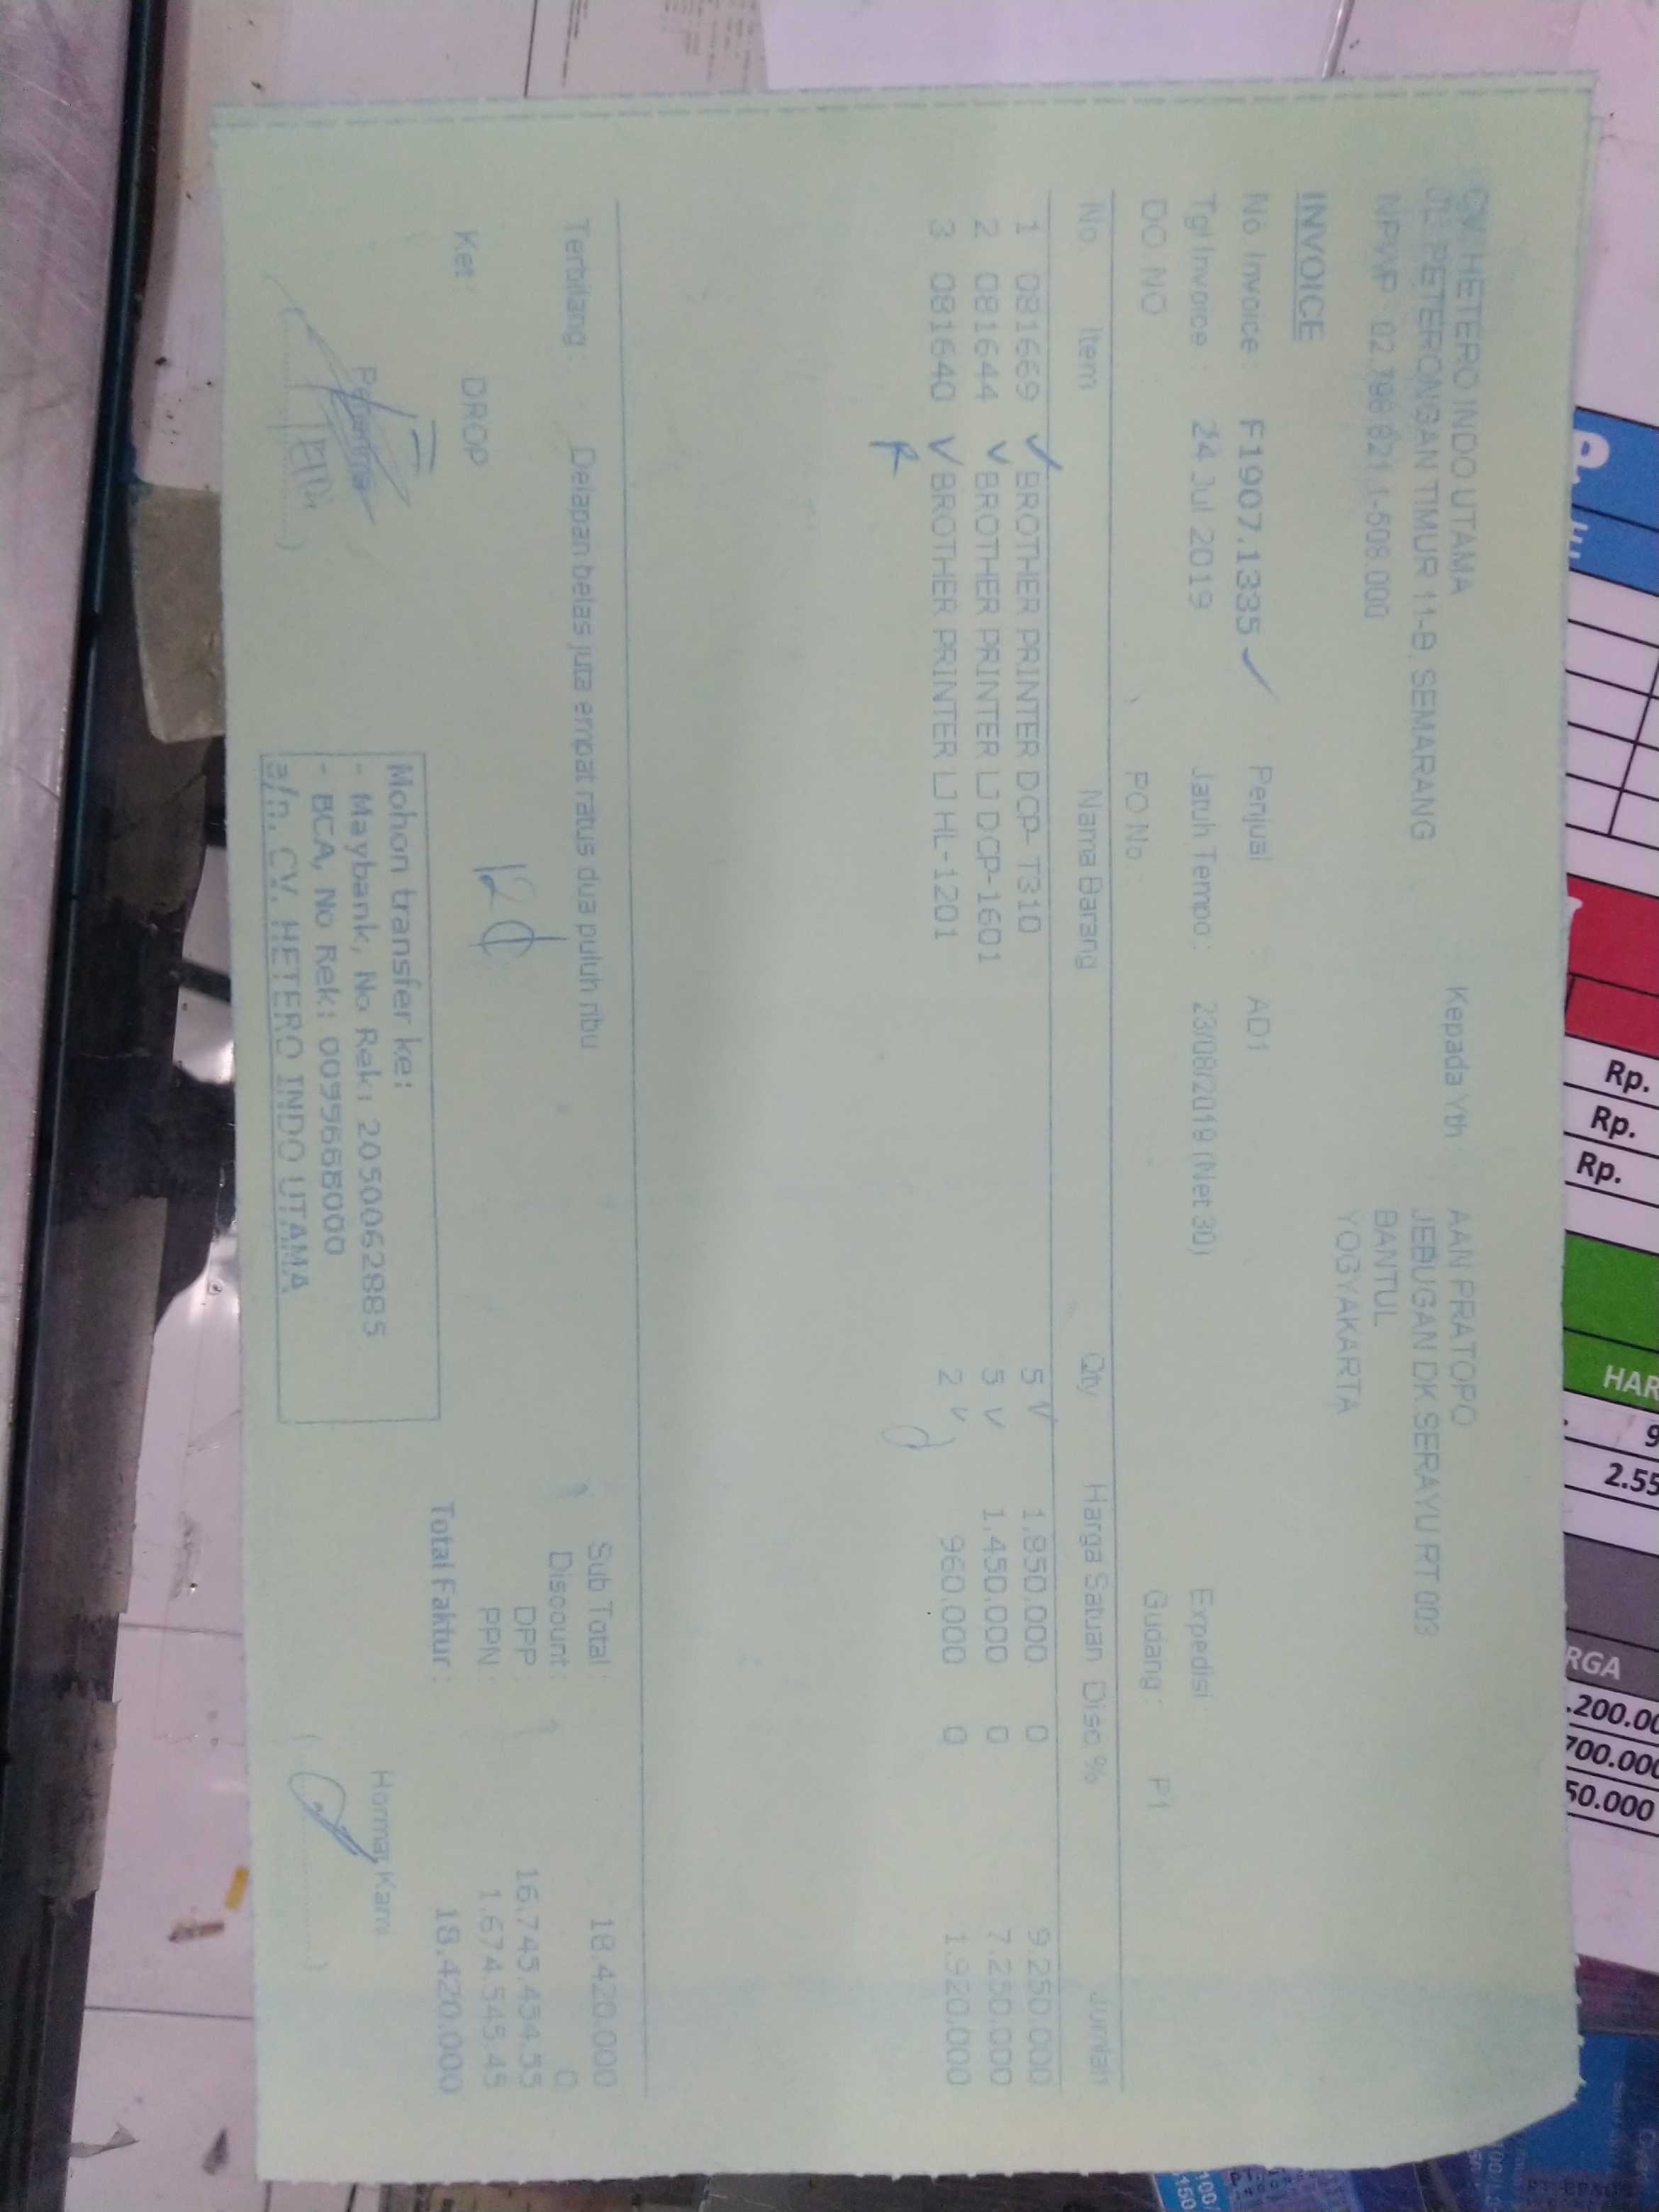 CV HETERO INDO UTAMA
JL. PETERONGAN TIMUR 11-B, SEMARANG
NPWP 02.798.821.1-508.000
Kepada Yth : AAN PRATOPO
JEBUGAN DK SERAYU RT 003
BANTUL
YOGYAKARTA
INVOICE
No Invoice : F1907.1335 Penjual : AD1
Tgl Invoice : 24 Jul 2019 Jatuh Tempo : 23/08/2019 (Net 30) Expedisi :
DO NO PO No : Gudang : P1
No Item Nama Barang Qty Harga Satuan Disc % Jumlah
1 081669 BROTHER PRINTER DCP- T310 5 1.850.000 0 9.250.000
2 081644 BROTHER PRINTER LJ DCP-1601 5 1.450.000 0 7.250.000
3 081640 BROTHER PRINTER LJ HL-1201 2 960.000 0 1.920.000
Terbilang : Delapan belas juta empat ratus dua puluh ribu
Sub Total : 18.420.000
Discount : 0
DPP : 16.745.454.55
PPN : 1.674.545.45
Total Faktur : 18.420.000
Ket : DROP
Penerima
Hormat Kami
Mohon transfer ke:
- Maybank, No Rek: 2050062885
- BCA, No Rek: 0095968000
a/n. CV. HETERO INDO UTAMA
Rp.
Rp.
Rp.
HAR
9
2.55
RGA
.200.00
700.000
50.000